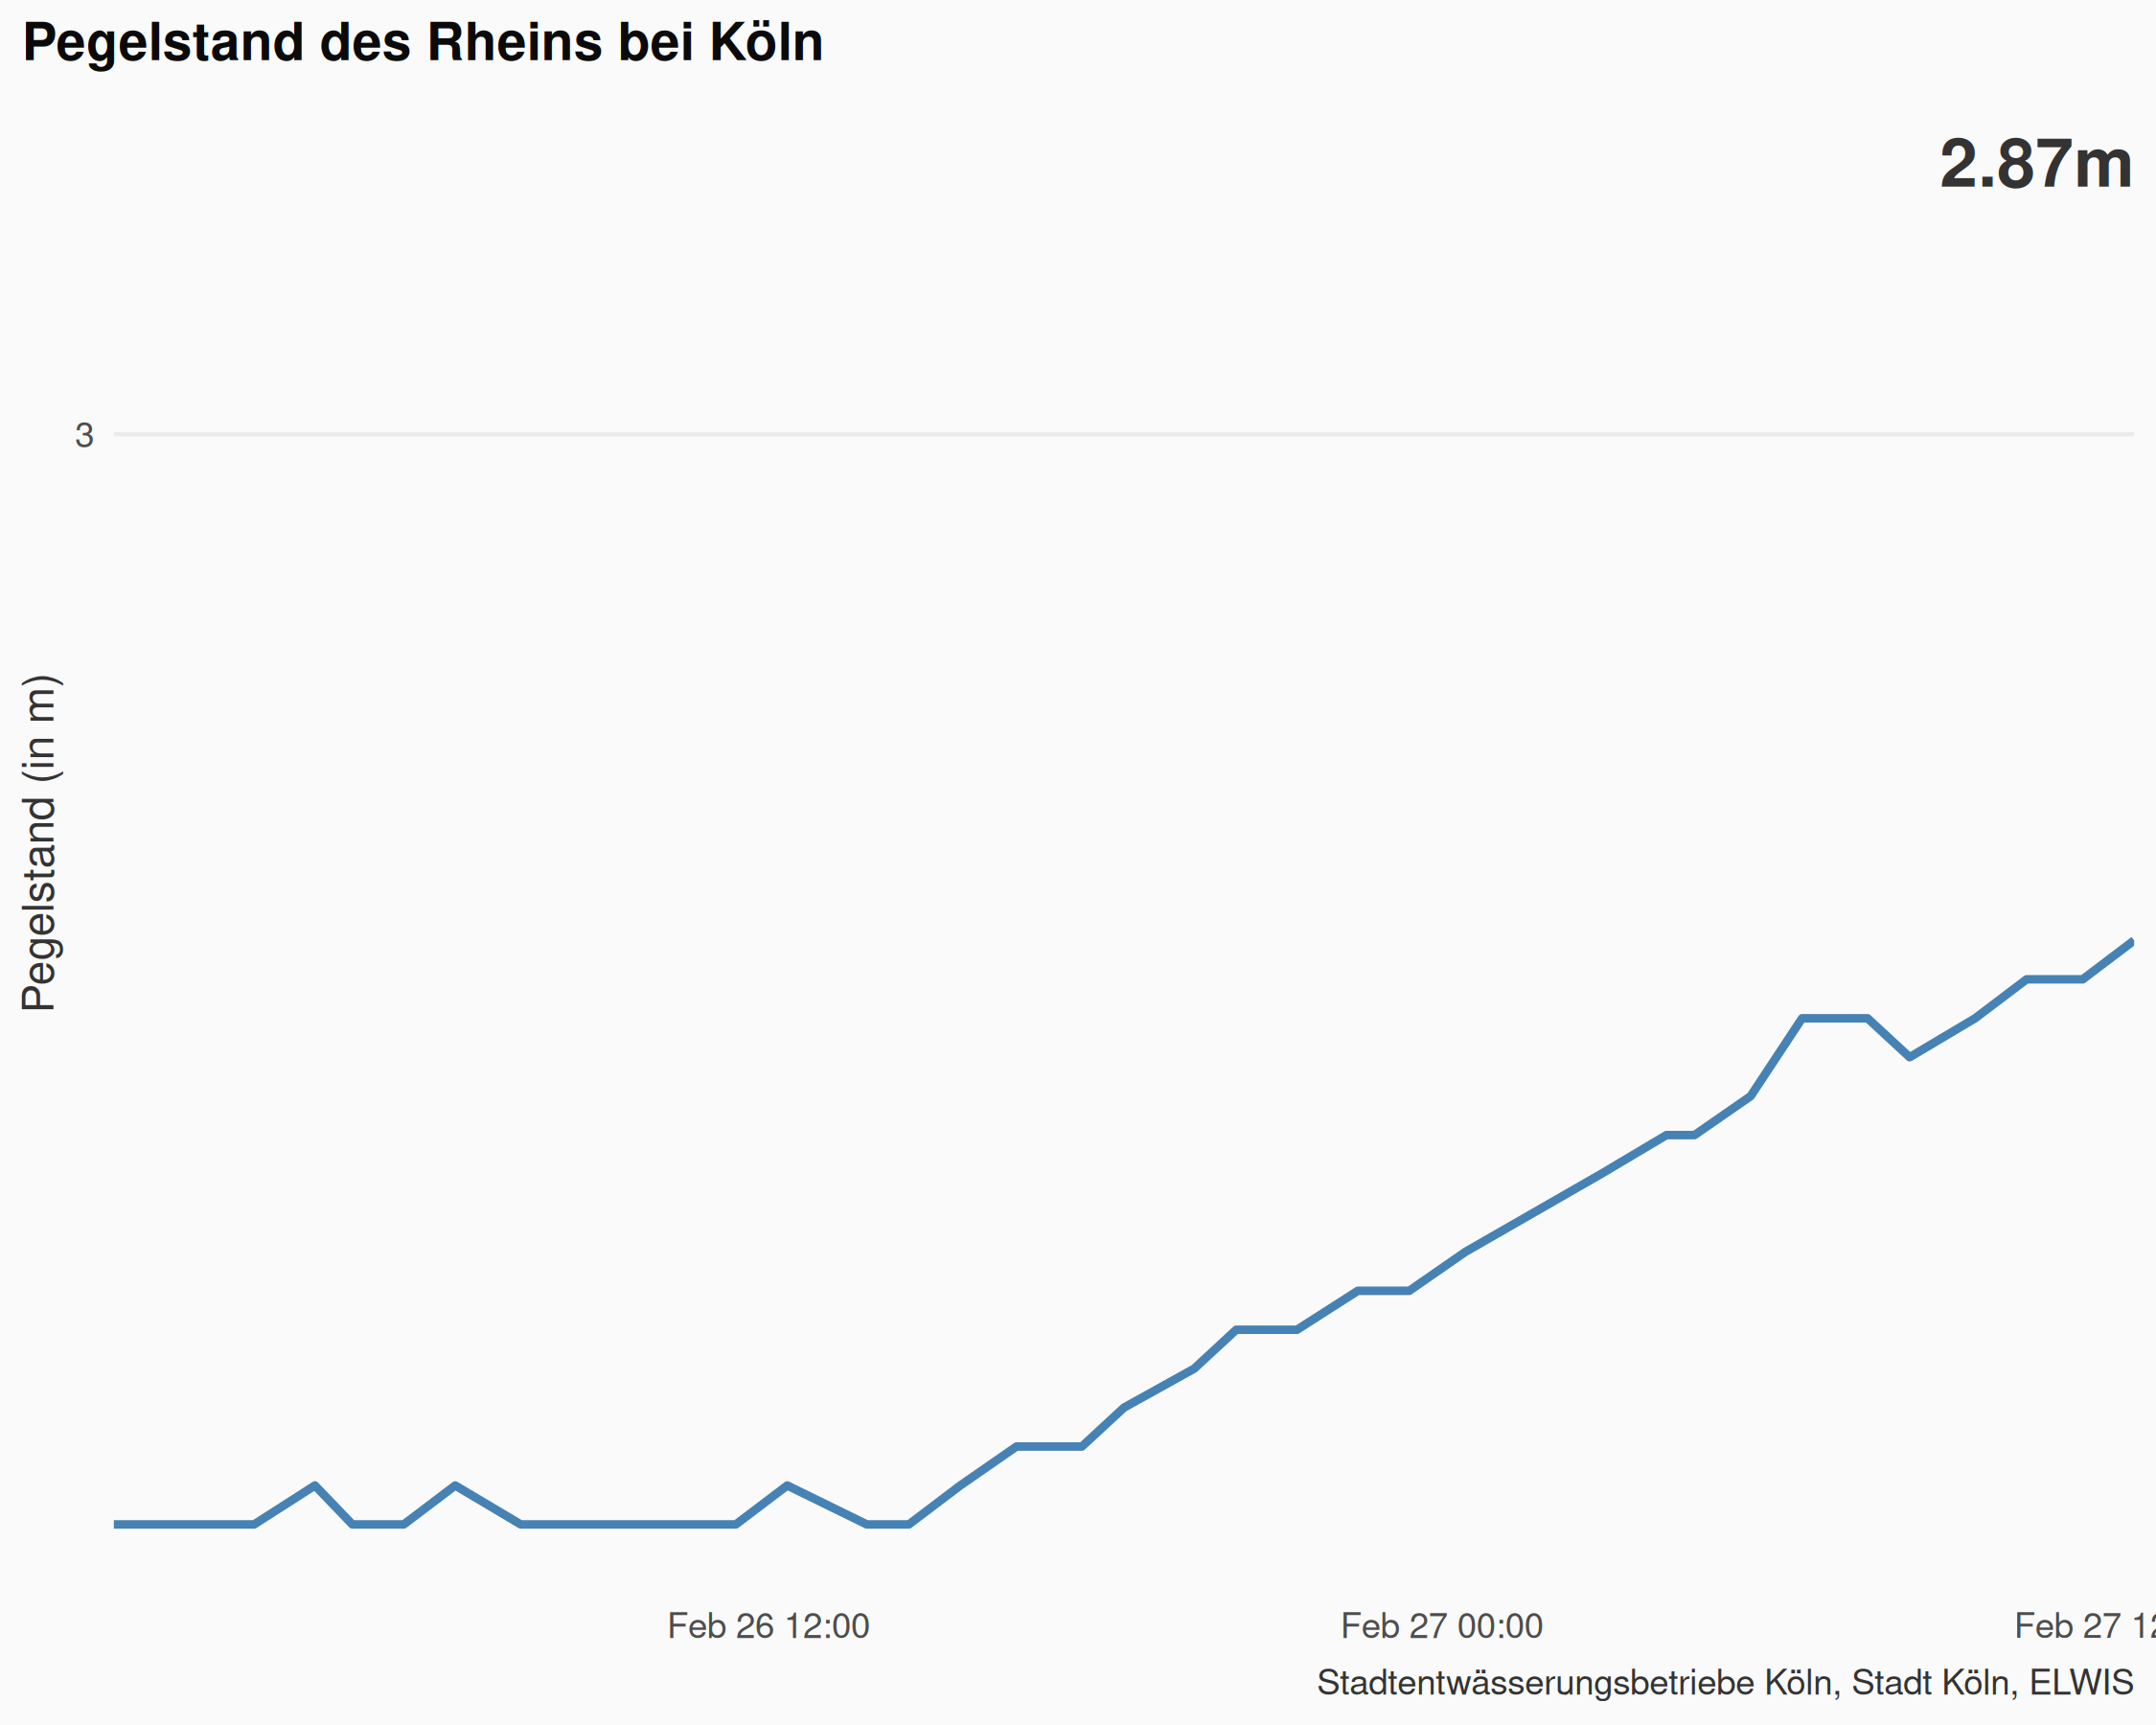 Pegelstand des Rheins bei Köln
2.87m
3
Pegelstand (in m)
Feb 26 12:00
Feb 27 00:00
Feb 27 12
Stadtentwässerungsbetriebe Köln, Stadt Köln, ELWIS